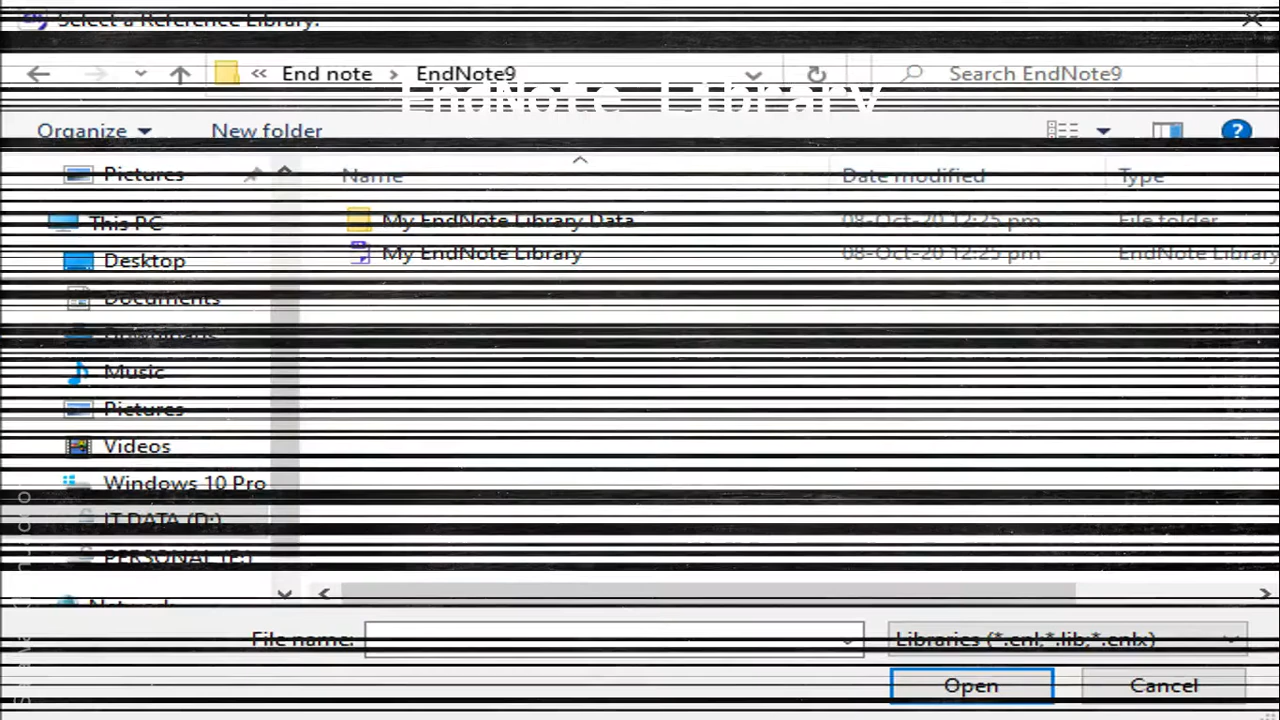 Select a Reference Library:
End note > EndNote9
Search EndNote9
EndNote Library
Organize
New folder
Pictures
Name
Date modified
Type
This PC
My EndNote Library Data
08-Oct-20 12:25 pm
File folder
My EndNote Library
08-Oct-20 12:25 pm
EndNote Library
Desktop
Documents
Downloads
Music
Pictures
Videos
Windows 10 Pro
IT DATA (D:)
PERSONAL (E:)
Network
File name:
Libraries (*.enl;*.lib;*.enlx)
Open
Cancel